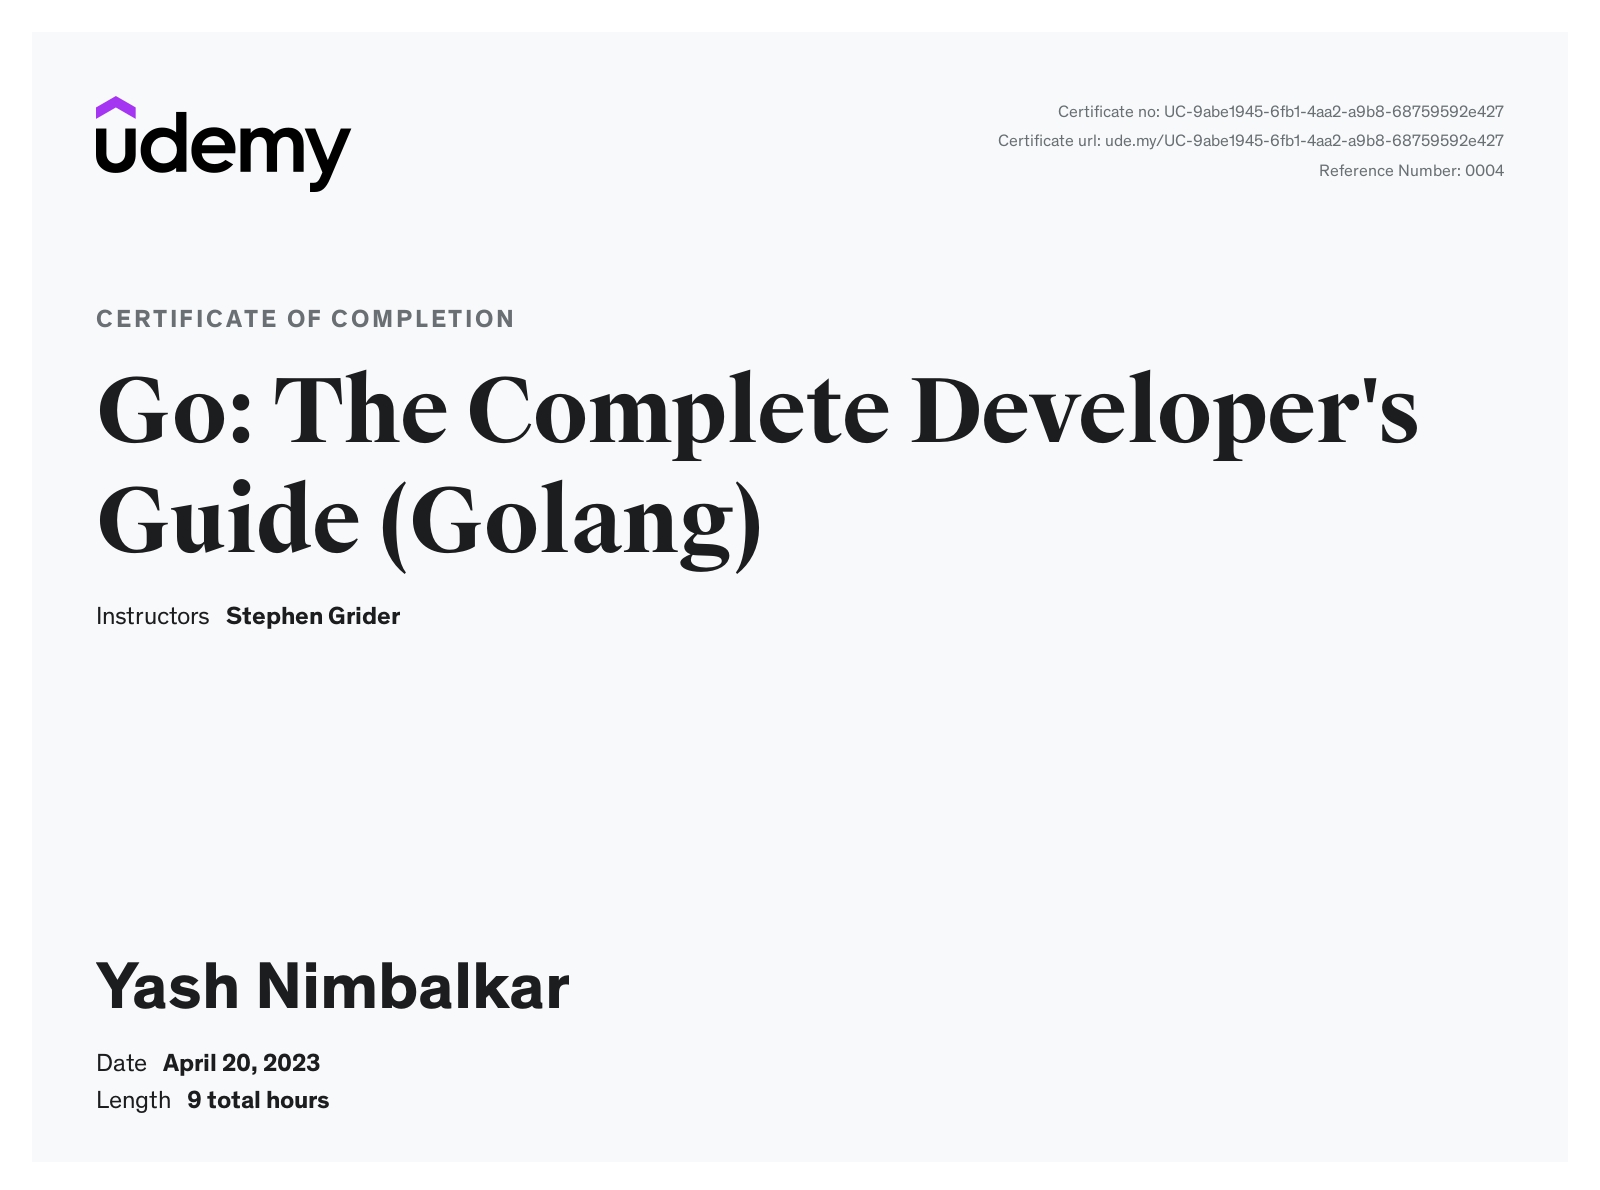 udemy
Certificate no: UC-9abe1945-6fb1-4aa2-a9b8-68759592e427
Certificate url: ude.my/UC-9abe1945-6fb1-4aa2-a9b8-68759592e427
Reference Number: 0004
CERTIFICATE OF COMPLETION
Go: The Complete Developer's
Guide (Golang)
Instructors Stephen Grider
Yash Nimbalkar
Date April 20, 2023
Length 9 total hours